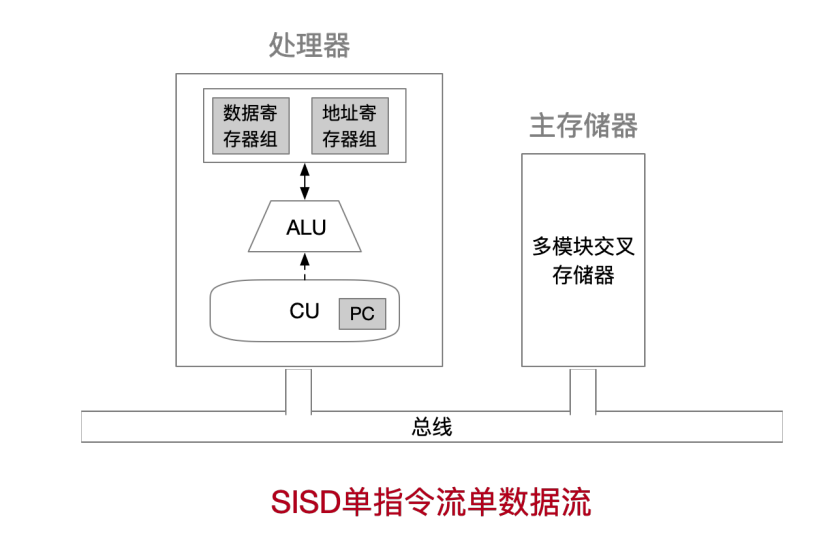 处理器
数据寄
存器组
地址寄
存器组
主存储器
ALU
多模块交叉
存储器
CU
PC
总线
SISD单指令流单数据流